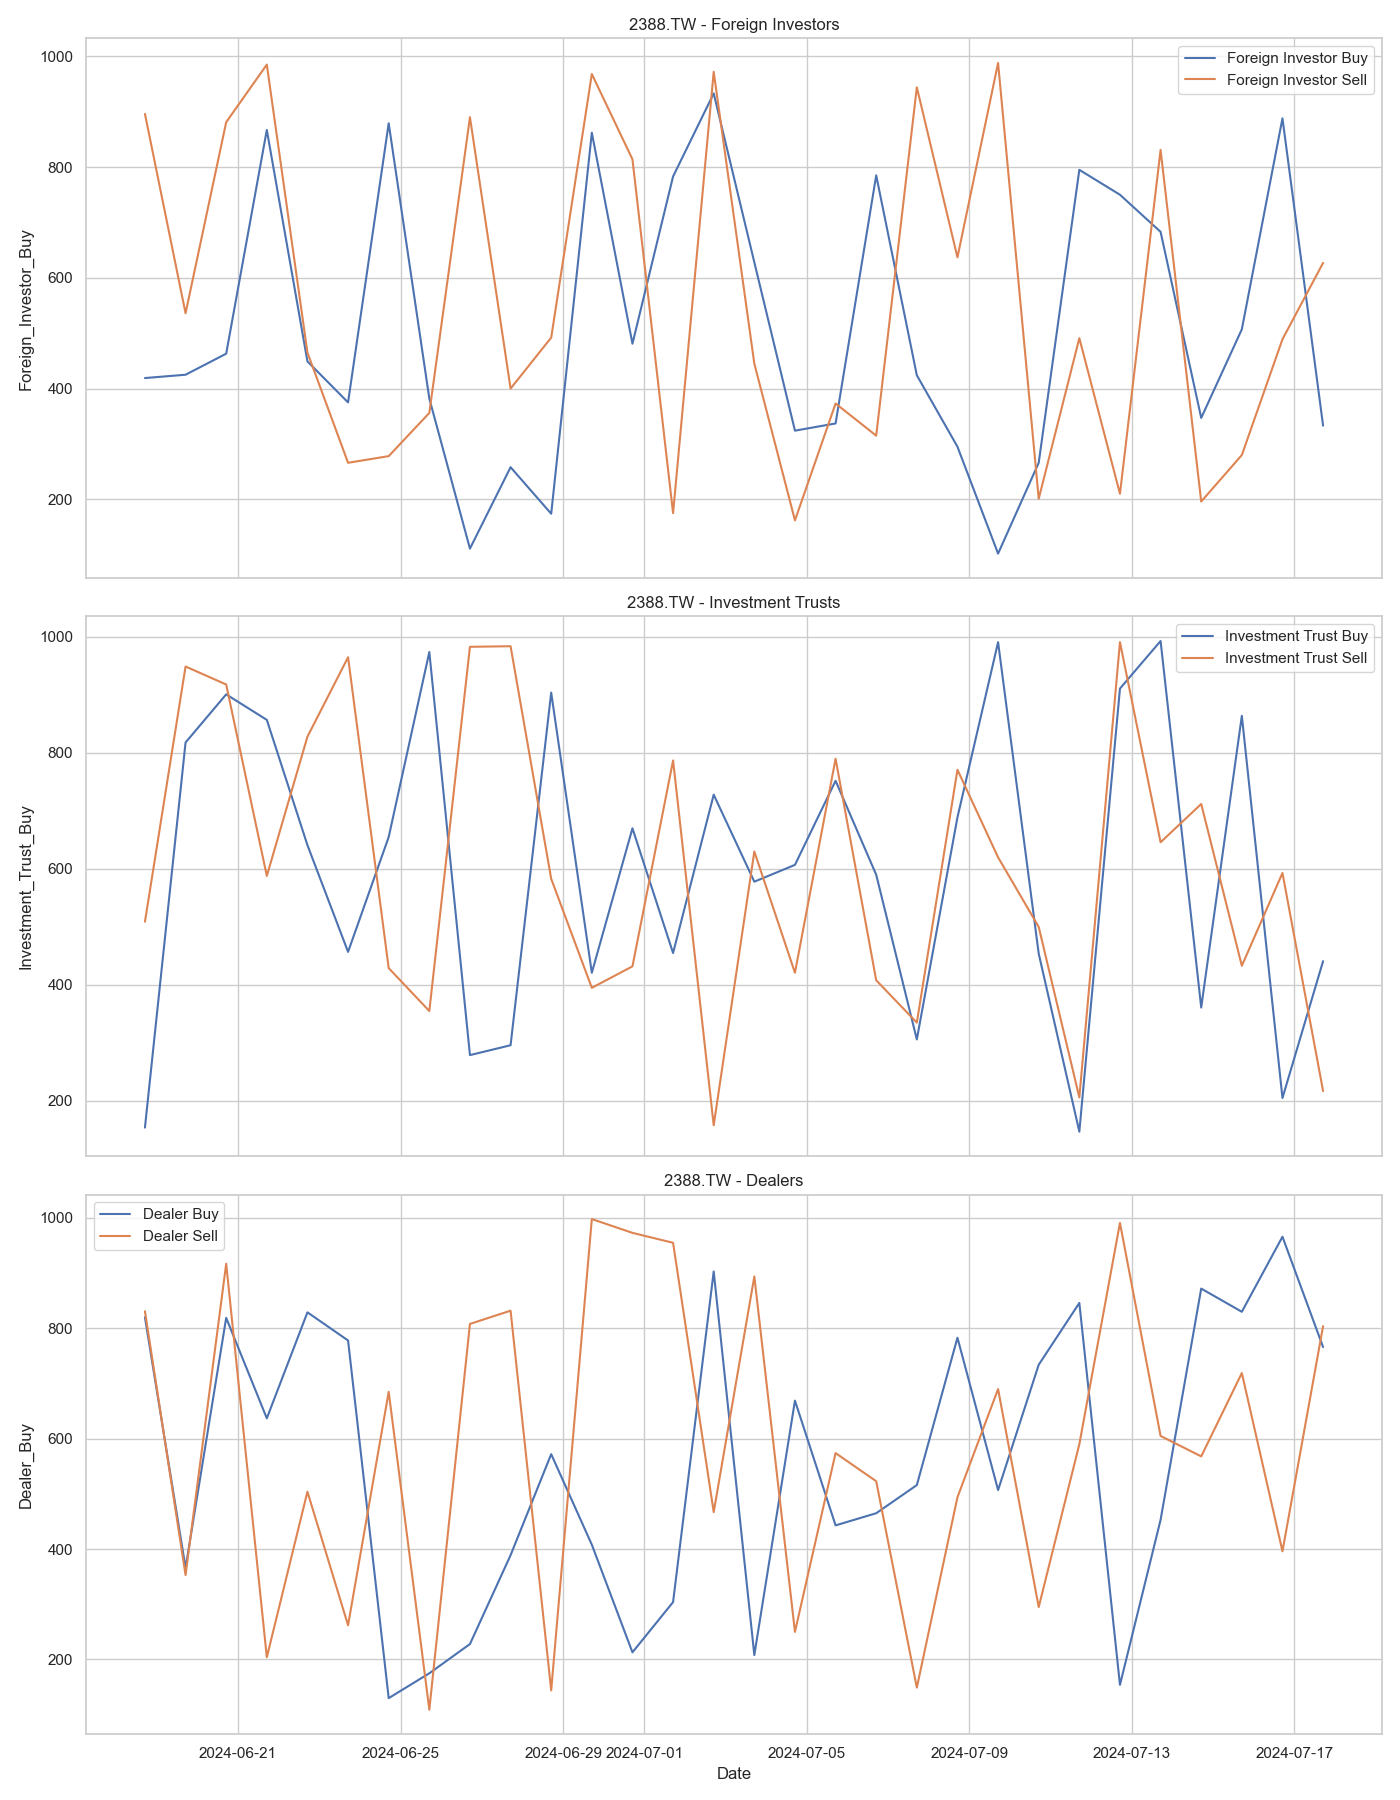 2388.TW - Foreign Investors
Foreign Investor Buy
Foreign Investor Sell
Foreign_Investor_Buy
1000
800
600
400
200
2388.TW - Investment Trusts
Investment Trust Buy
Investment Trust Sell
Investment_Trust_Buy
1000
800
600
400
200
2388.TW - Dealers
Dealer Buy
Dealer Sell
Dealer_Buy
1000
800
600
400
200
2024-06-21 2024-06-25 2024-06-29 2024-07-01 2024-07-05 2024-07-09 2024-07-13 2024-07-17
Date